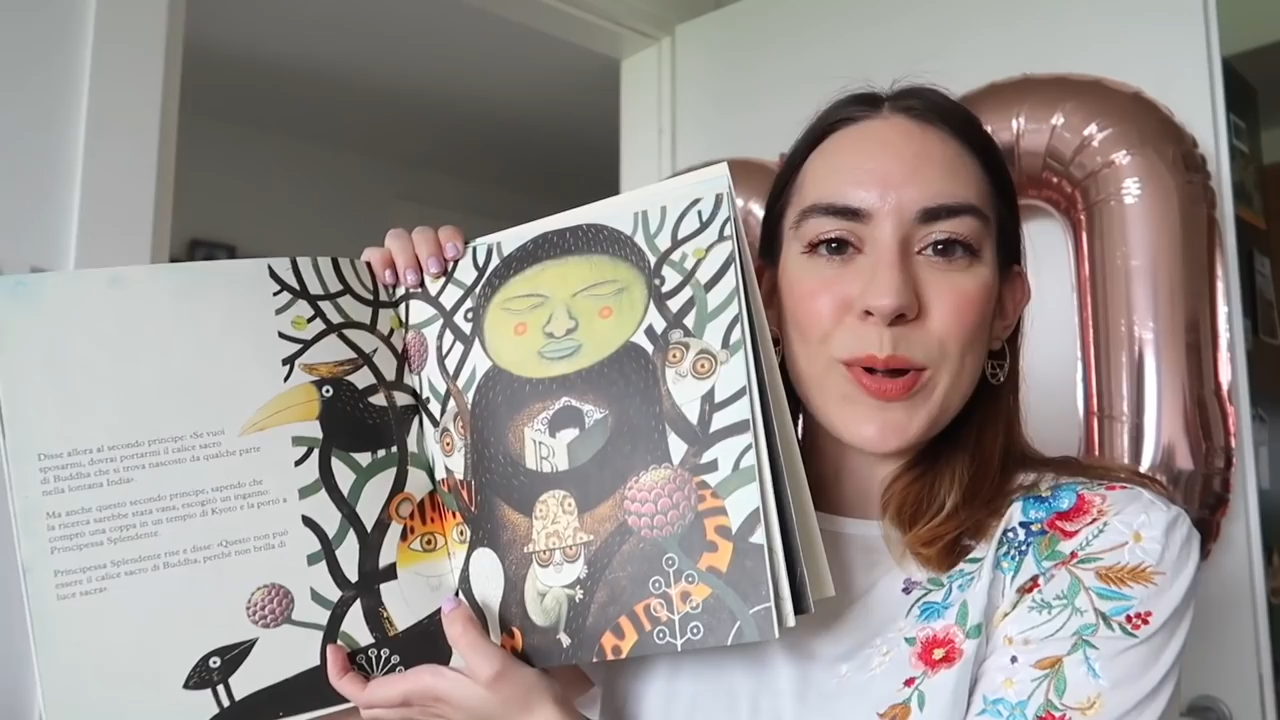 Disse allora al secondo principe: «Se vuoi
sposarmi, dovrai portarmi il calice sacro
di Buddha che si trova nascosto da qualche parte
nella lontana India».
Ma anche questo secondo principe, sapendo che
la ricerca sarebbe stata vana, escogitò un inganno:
comprò una coppa in un tempio di Kyoto e la portò a
Principessa Splendente.
Principessa Splendente rise e disse: «Questo non può
essere il calice sacro di Buddha, perchè non brilla di
luce sacra»
B